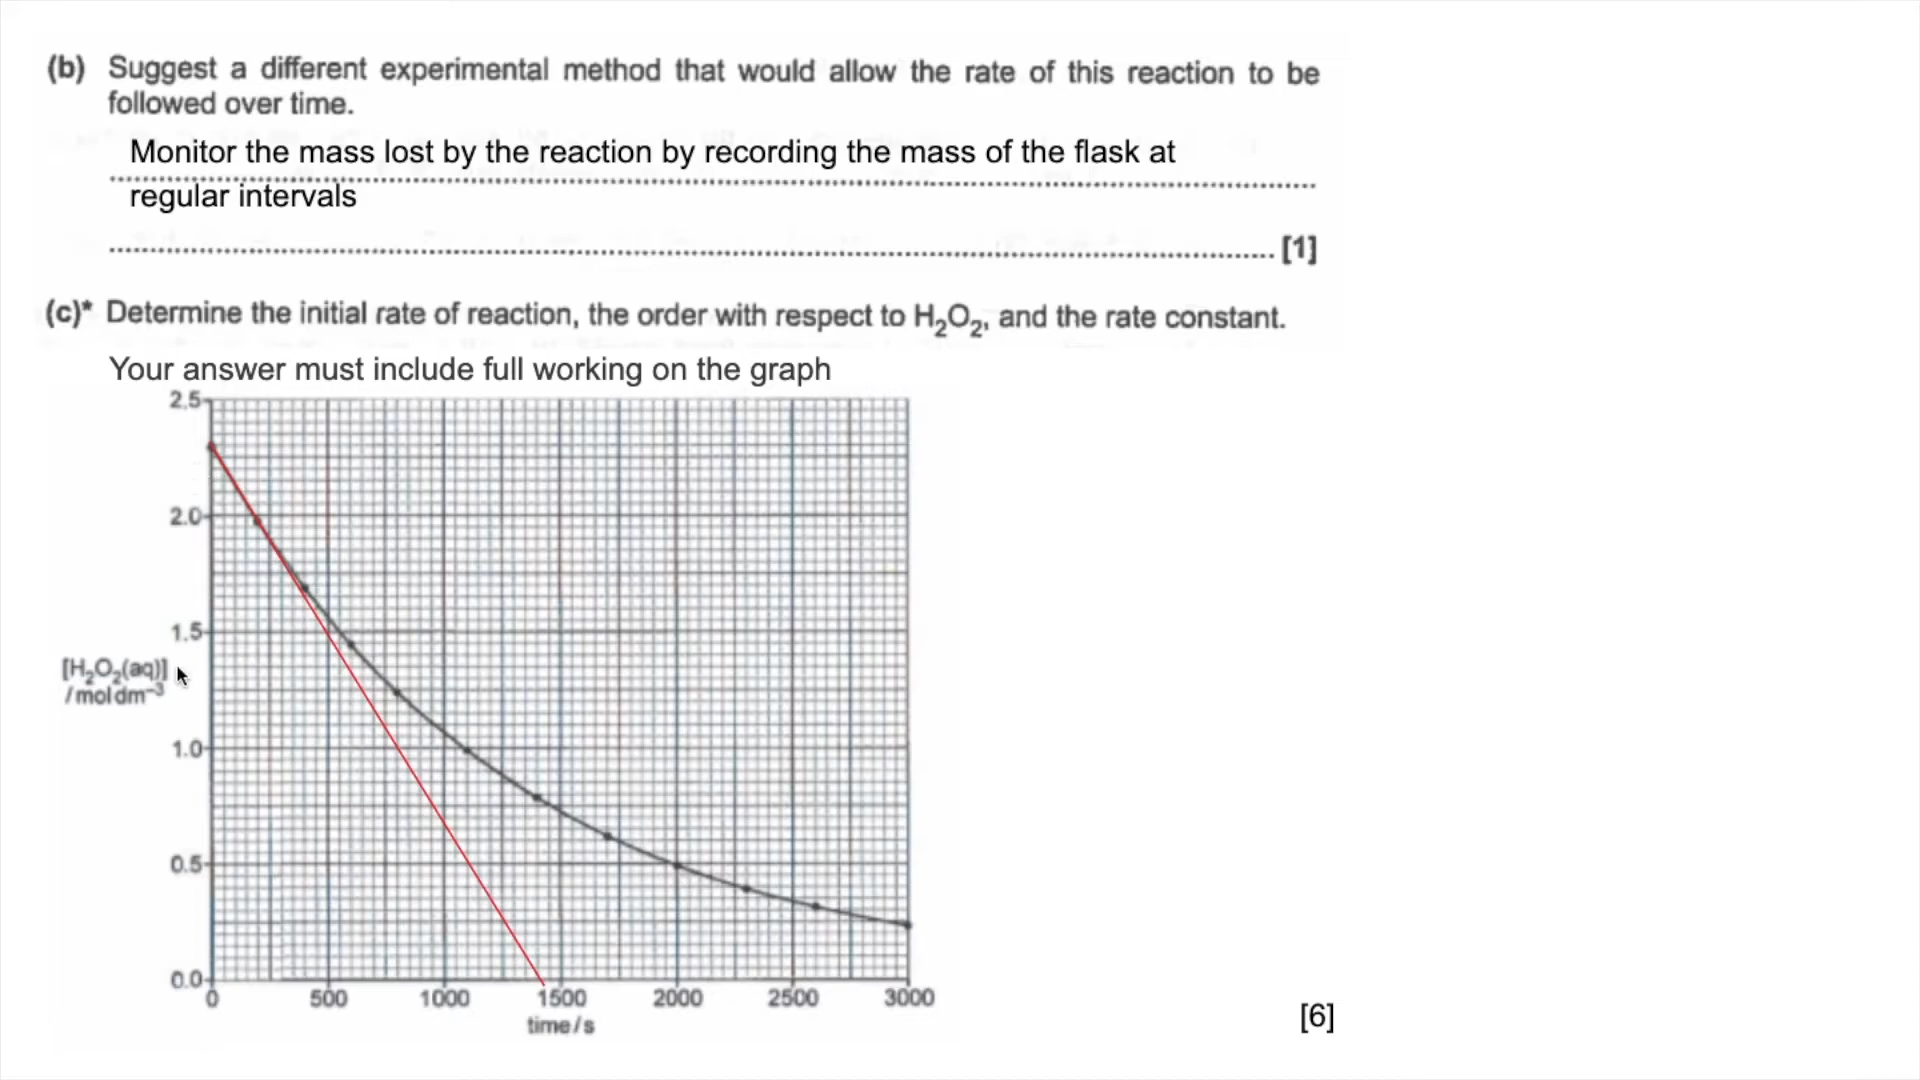 (b) Suggest a different experimental method that would allow the rate of this reaction to be
followed over time.
Monitor the mass lost by the reaction by recording the mass of the flask at
regular intervals
[1]
(c)* Determine the initial rate of reaction, the order with respect to H₂O₂, and the rate constant.
Your answer must include full working on the graph
2.5
2.0
1.5
[H₂O₂(aq)]
/mol dm⁻³
1.0
0.5
0.0
0 500 1000 1500 2000 2500 3000
time/s
[6]